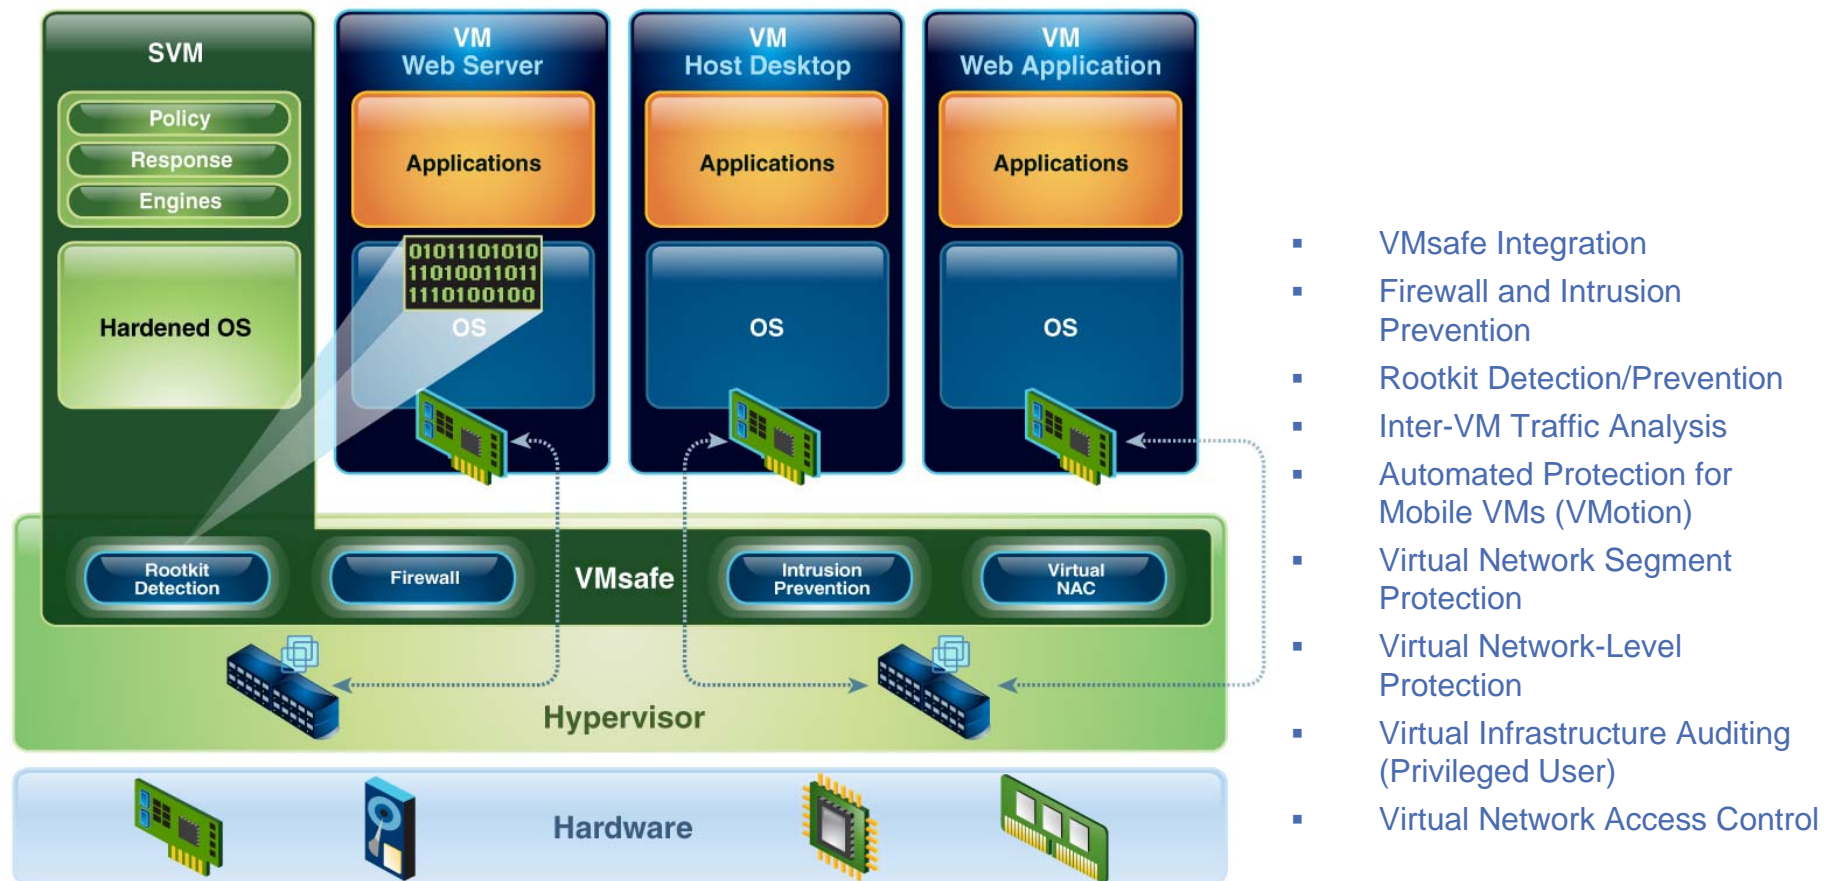 SVM
Policy
Response
Engines
Hardened OS
VM
Web Server
Applications
01011101010
11010011011
1110100100
OS
VM
Host Desktop
Applications
OS
VM
Web Application
Applications
OS
Rootkit
Detection
Firewall
VMsafe
Intrusion
Prevention
Virtual
NAC
Hypervisor
Hardware
▪ VMsafe Integration
▪ Firewall and Intrusion
Prevention
▪ Rootkit Detection/Prevention
▪ Inter-VM Traffic Analysis
▪ Automated Protection for
Mobile VMs (VMotion)
▪ Virtual Network Segment
Protection
▪ Virtual Network-Level
Protection
▪ Virtual Infrastructure Auditing
(Privileged User)
▪ Virtual Network Access Control